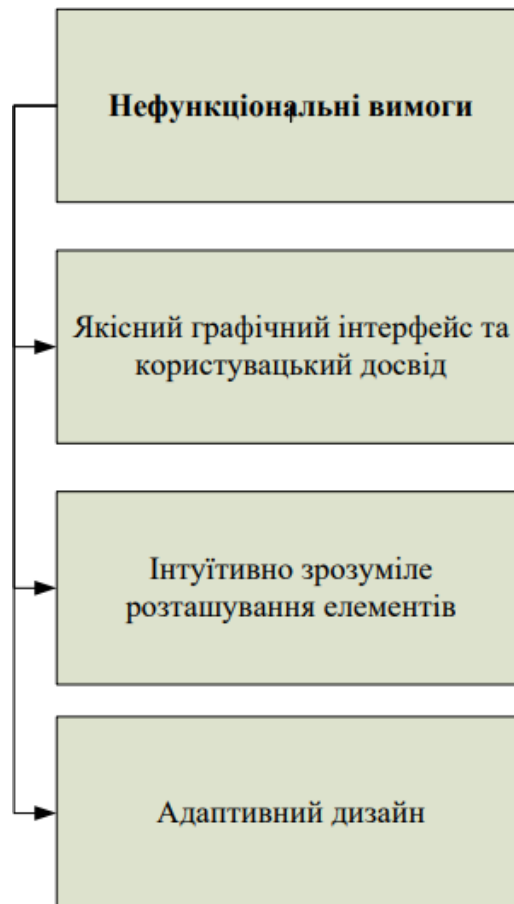 Нефункціональні вимоги
Якісний графічний інтерфейс та
користувацький досвід
Інтуїтивно зрозуміле
розташування елементів
Адаптивний дизайн